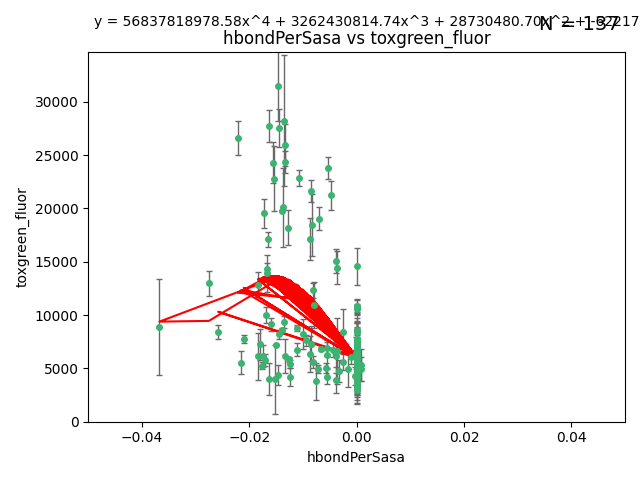 y = 56837818978.58x^4 + 3262430814.74x^3 + 28730480.70x^2 +
N = 137
hbondPerSasa vs toxgreen_fluor
30000
25000
20000
15000
10000
5000
0
toxgreen_fluor
−0.04 −0.02 0.00 0.02 0.04
hbondPerSasa